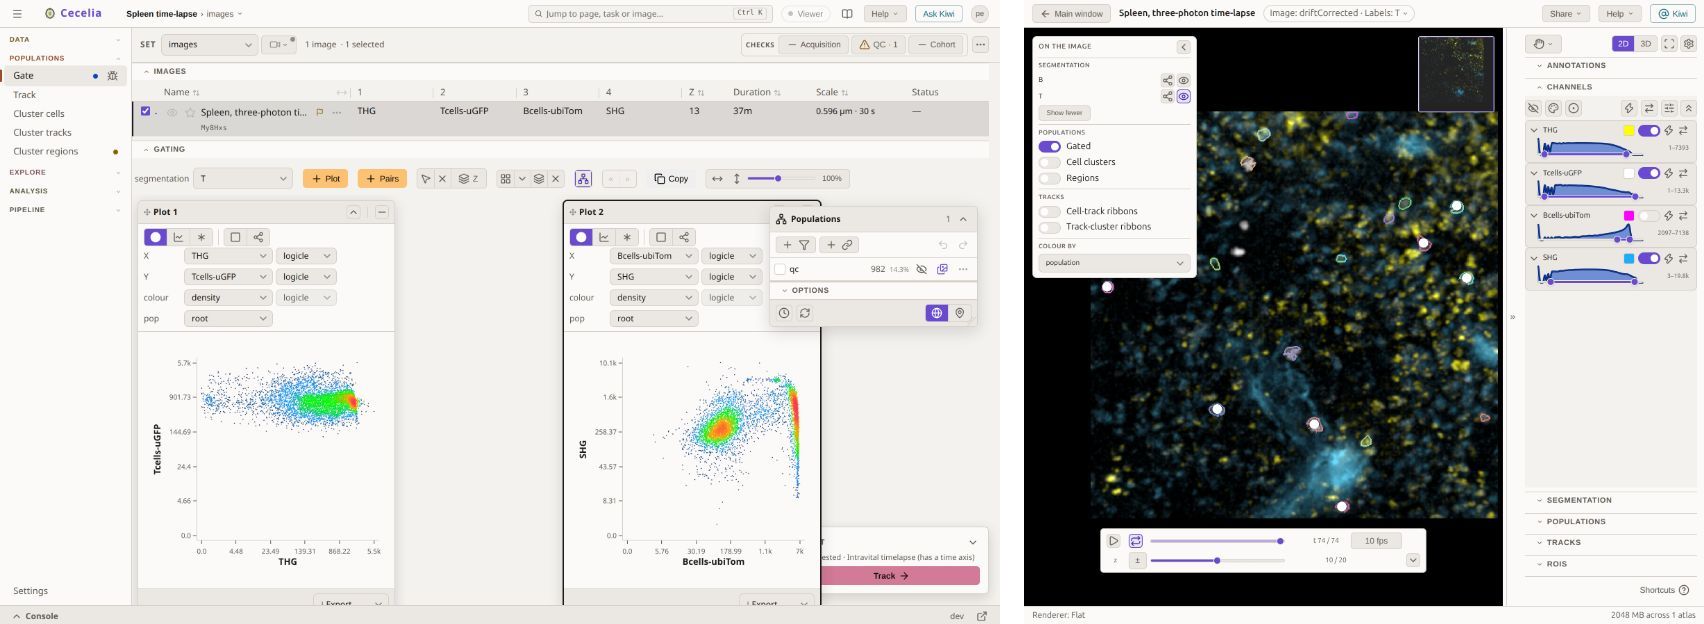 Cecelia
Spleen time-lapse › images
Jump to page, task or image...
Ctrl K
Viewer
Help
Ask Kiwi
pe
DATA
POPULATIONS
Gate
Track
Cluster cells
Cluster tracks
Cluster regions
EXPLORE
ANALYSIS
PIPELINE
Settings
SET
images
1 image · 1 selected
CHECKS
— Acquisition
QC · 1
— Cohort
IMAGES
Name
1
2
3
4
Z
Duration
Scale
Status
Spleen, three-photon ti...
THG
Tcells-uGFP
Bcells-ubiTom
SHG
13
37m
0.596 µm · 30 s
—
My8Hxs
GATING
segmentation
T
+ Plot
+ Pairs
Z
Copy
100%
Plot 1
X
THG
logicle
Y
Tcells-uGFP
logicle
colour
density
logicle
pop
root
5.7k
901.73
144.69
24.4
4.66
0.0
Tcells-uGFP
0.0
4.48
23.49
139.31
868.22
5.5k
THG
Export
Plot 2
X
Bcells-ubiTom
logicle
Y
SHG
logicle
colour
density
logicle
pop
root
10.1k
1.6k
258.37
43.57
8.31
0.0
SHG
0.0
5.76
30.19
178.99
1.1k
7k
Bcells-ubiTom
Export
Populations
1
qc
982
14.3%
OPTIONS
T
ested · Intravital timelapse (has a time axis)
Track →
Console
dev
← Main window
Spleen, three-photon time-lapse
Image: driftCorrected · Labels: T
Share
Help
Kiwi
ON THE IMAGE
SEGMENTATION
B
T
Show fewer
POPULATIONS
Gated
Cell clusters
Regions
TRACKS
Cell-track ribbons
Track-cluster ribbons
COLOUR BY
population
t 74 / 74
10 fps
z
±
10 / 20
2D
3D
ANNOTATIONS
CHANNELS
THG
1–7393
Tcells-uGFP
1–13.3k
Bcells-ubiTom
2097–7138
SHG
3–19.8k
SEGMENTATION
POPULATIONS
TRACKS
ROIS
Shortcuts
Renderer: Flat
2048 MB across 1 atlas